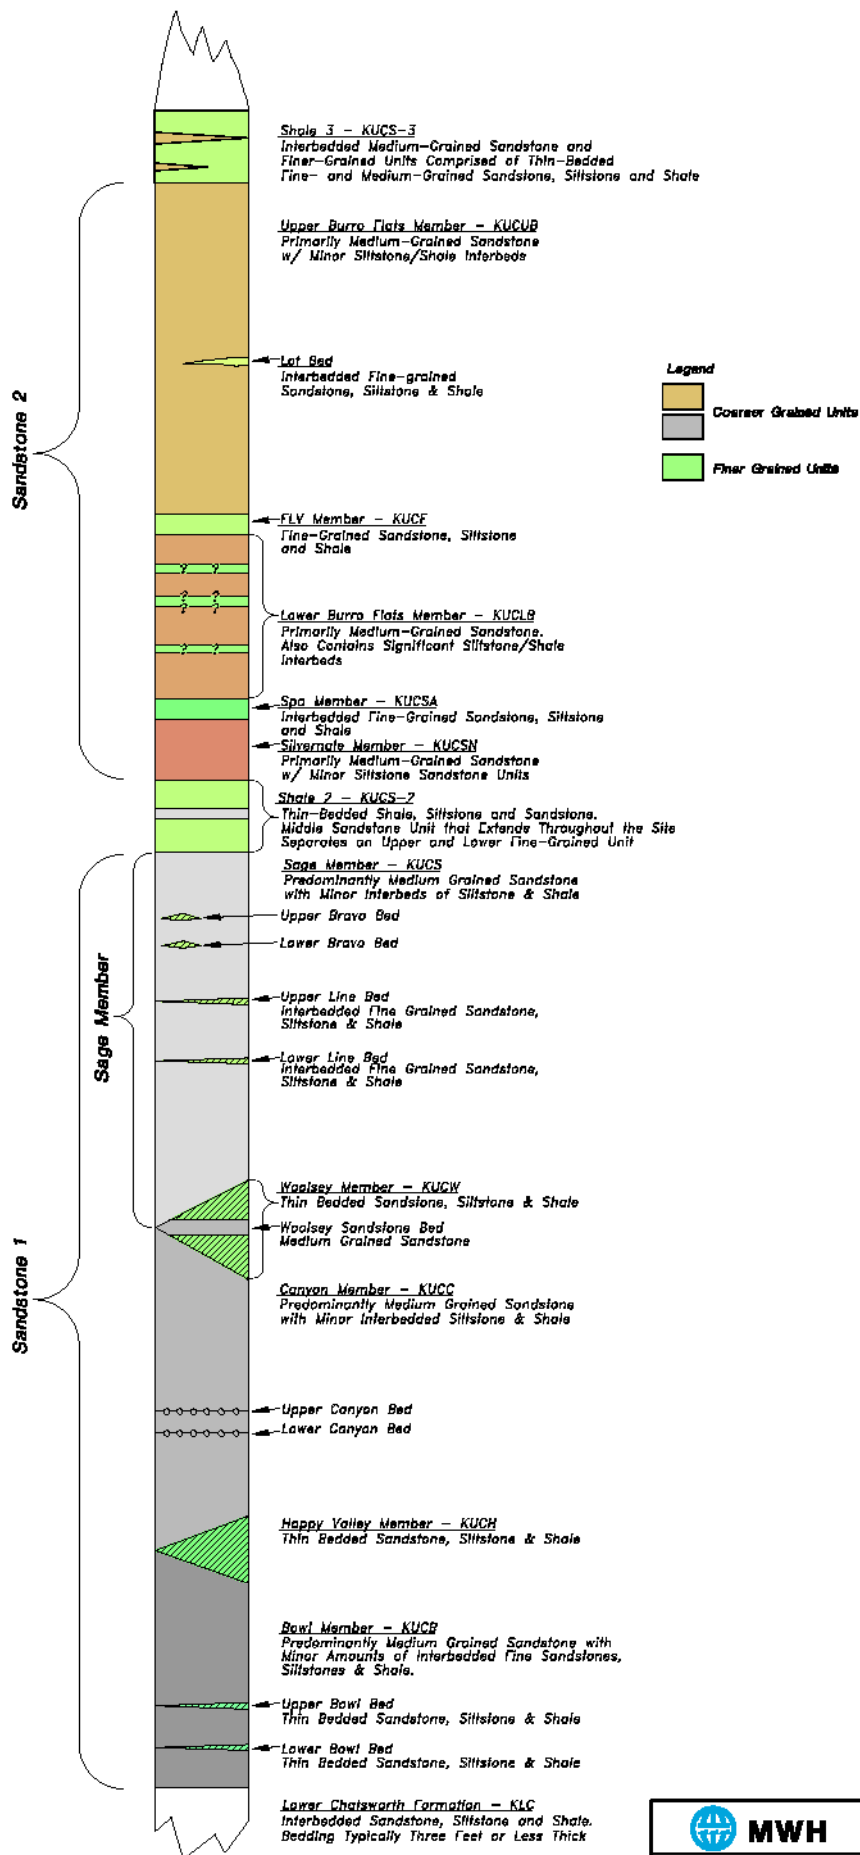 Shale 3 - KUCS-3
Interbedded Medium-Grained Sandstone and
Finer-Grained Units Comprised of Thin-Bedded
Fine- and Medium-Grained Sandstone, Siltstone and Shale
Upper Burro Flats Member - KUCUB
Primarily Medium-Grained Sandstone
w/ Minor Siltstone/Shale Interbeds
Lot Bed
Interbedded Fine-grained
Sandstone, Siltstone & Shale
Legend
Coarser Grained Units
Finer Grained Units
Sandstone 2
ELV Member - KUCE
Fine-Grained Sandstone, Siltstone
and Shale
? ?
? ?
? ?
? ?
Lower Burro Flats Member - KUCLB
Primarily Medium-Grained Sandstone.
Also Contains Significant Siltstone/Shale
Interbeds
Spa Member - KUCSA
Interbedded Fine-Grained Sandstone, Siltstone
and Shale
Silvernale Member - KUCSN
Primarily Medium-Grained Sandstone
w/ Minor Siltstone Sandstone Units
Shale 2 - KUCS-2
Thin-Bedded Shale, Siltstone and Sandstone.
Middle Sandstone Unit that Extends Throughout the Site
Separates an Upper and Lower Fine-Grained Unit
Sage Member - KUCS
Predominantly Medium Grained Sandstone
with Minor Interbeds of Siltstone & Shale
Upper Bravo Bed
Lower Bravo Bed
Sage Member
Upper Line Bed
Interbedded Fine Grained Sandstone,
Siltstone & Shale
Lower Line Bed
Interbedded Fine Grained Sandstone,
Siltstone & Shale
Woolsey Member - KUCW
Thin Bedded Sandstone, Siltstone & Shale
Woolsey Sandstone Bed
Medium Grained Sandstone
Sandstone 1
Canyon Member - KUCC
Predominantly Medium Grained Sandstone
with Minor Interbedded Siltstone & Shale
Upper Canyon Bed
Lower Canyon Bed
Happy Valley Member - KUCH
Thin Bedded Sandstone, Siltstone & Shale
Bowl Member - KUCB
Predominantly Medium Grained Sandstone with
Minor Amounts of Interbedded Fine Sandstones,
Siltstones & Shale.
Upper Bowl Bed
Thin Bedded Sandstone, Siltstone & Shale
Lower Bowl Bed
Thin Bedded Sandstone, Siltstone & Shale
Lower Chatsworth Formation - KLC
Interbedded Sandstone, Siltstone and Shale.
Bedding Typically Three Feet or Less Thick
MWH